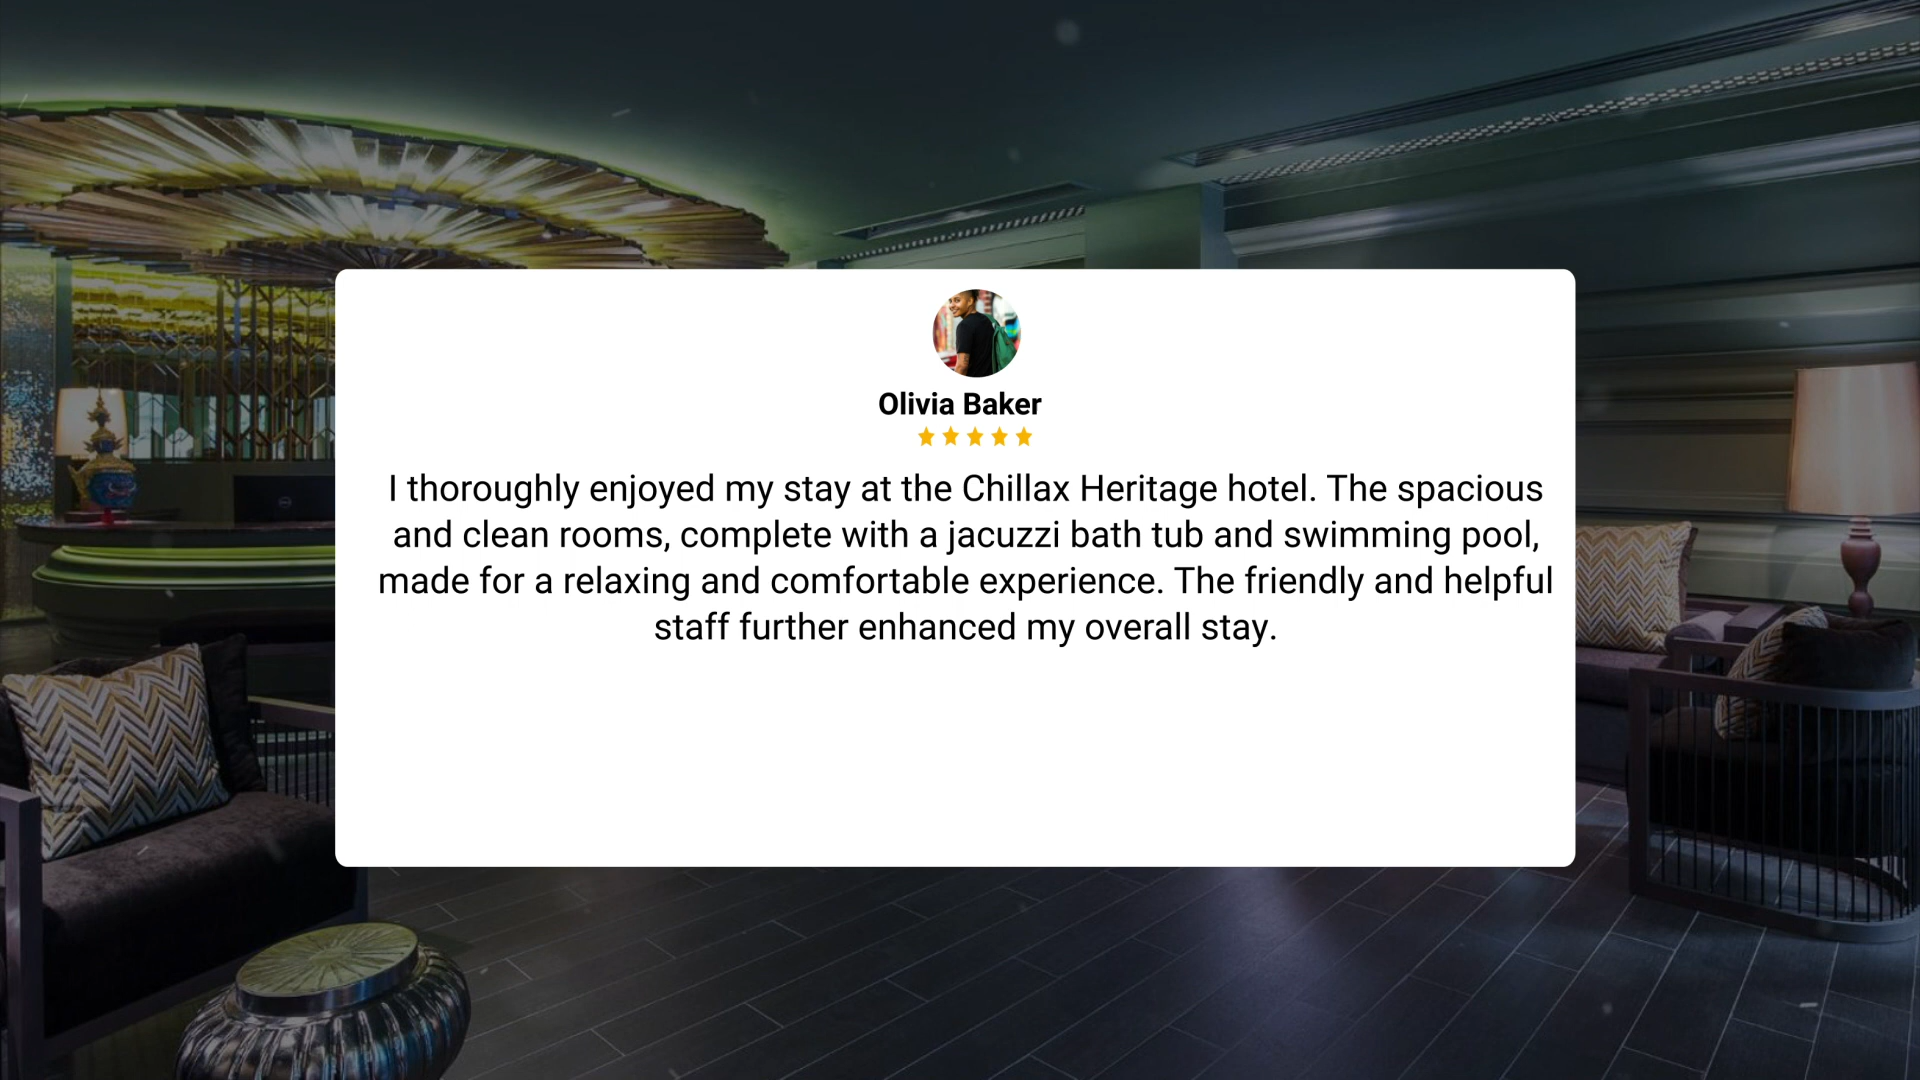 Olivia Baker
I thoroughly enjoyed my stay at the Chillax Heritage hotel. The spacious
and clean rooms, complete with a jacuzzi bath tub and swimming pool,
made for a relaxing and comfortable experience. The friendly and helpful
staff further enhanced my overall stay.